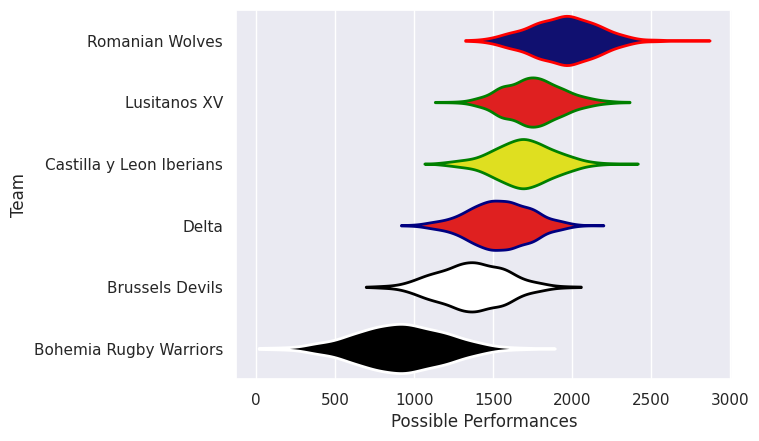 Romanian Wolves
Lusitanos XV
Castilla y Leon Iberians
Delta
Brussels Devils
Bohemia Rugby Warriors
Team
0 500 1000 1500 2000 2500 3000
Possible Performances